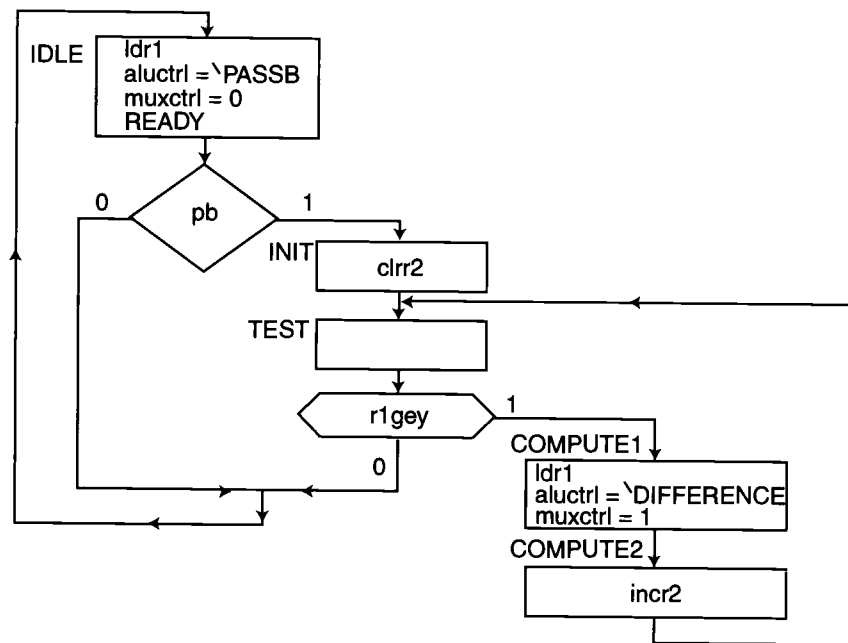 IDLE
ldr1
aluctrl = `PASSB
muxctrl = 0
READY
0
pb
1
INIT
clrr2
TEST
r1gey
1
0
COMPUTE1
ldr1
aluctrl = `DIFFERENCE
muxctrl = 1
COMPUTE2
incr2